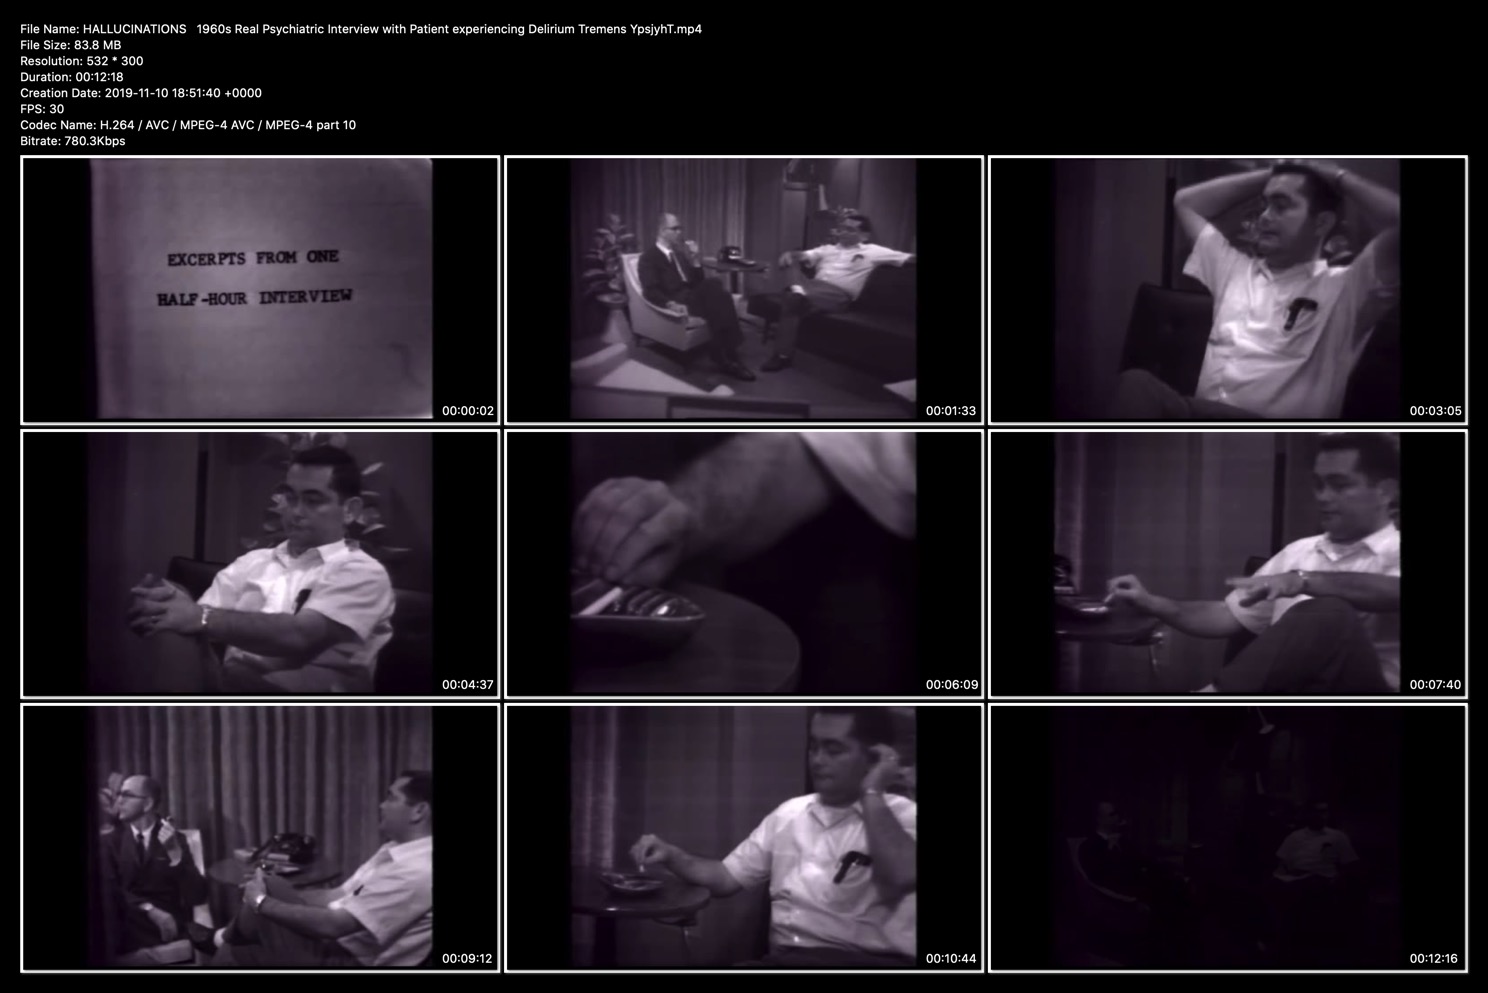 File Name: HALLUCINATIONS   1960s Real Psychiatric Interview with Patient experiencing Delirium Tremens YpsjyhT.mp4
File Size: 83.8 MB
Resolution: 532 * 300
Duration: 00:12:18
Creation Date: 2019-11-10 18:51:40 +0000
FPS: 30
Codec Name: H.264 / AVC / MPEG-4 AVC / MPEG-4 part 10
Bitrate: 780.3Kbps
EXCERPTS FROM ONE
HALF-HOUR INTERVIEW
00:00:02
00:01:33
00:03:05
00:04:37
00:06:09
00:07:40
00:09:12
00:10:44
00:12:16